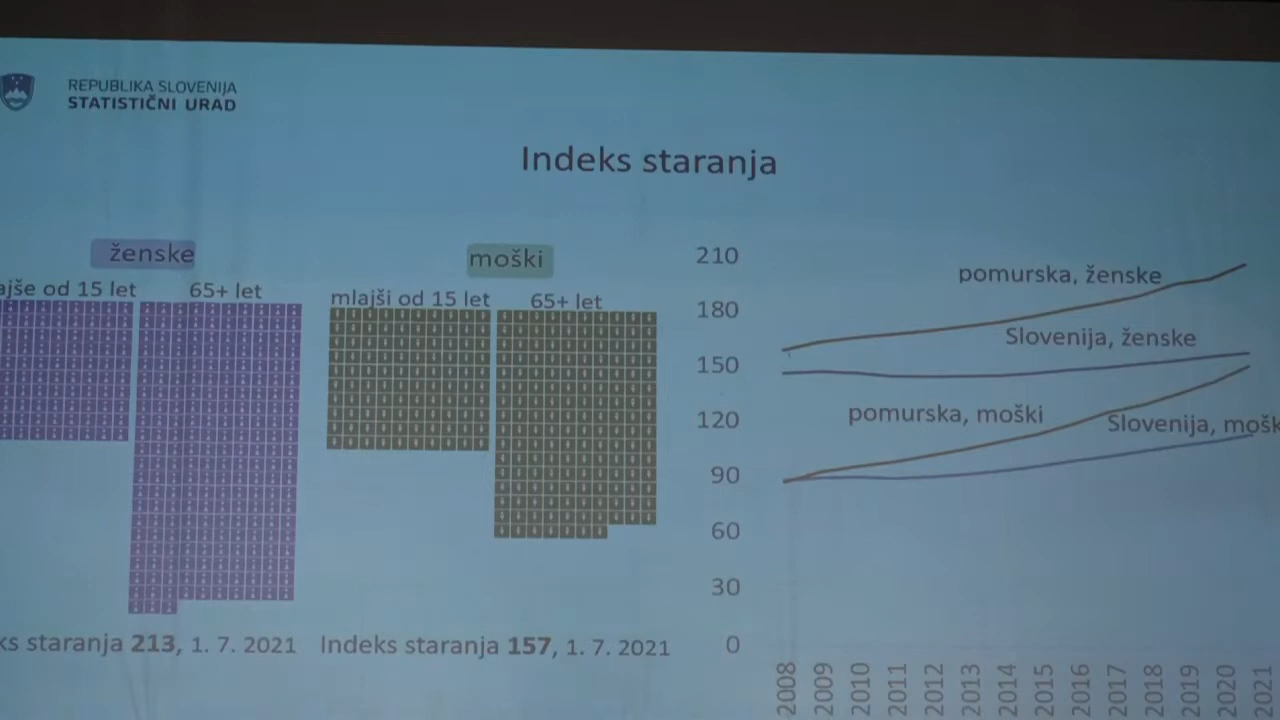 REPUBLIKA SLOVENIJA
STATISTIČNI URAD
Indeks staranja
ženske
od 15 let
65+ let
moški
mlajši od 15 let
65+ let
staranja 213, 1. 7. 2021
Indeks staranja 157, 1. 7. 2021
210
180
150
120
90
60
30
0
pomurska, ženske
Slovenija, ženske
pomurska, moški
Slovenija,
2008
2009
2010
2011
2012
2013
2014
2015
2016
2017
2018
2019
2020
2021